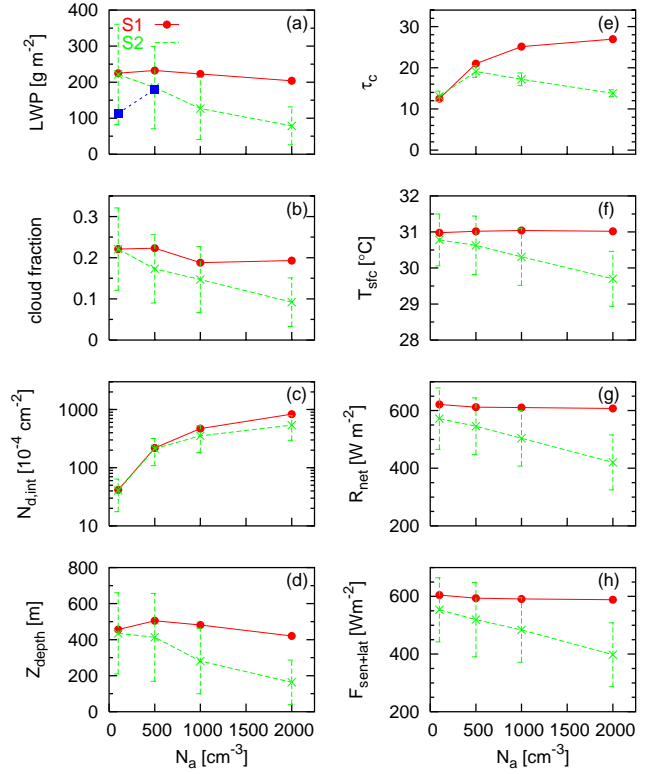 (a)
S1
S2
LWP [g m⁻²]
400
300
200
100
0
(b)
cloud fraction
0.3
0.2
0.1
0
(c)
N_d,int [10⁻⁴ cm⁻²]
1000
100
10
(d)
Z_depth [m]
800
600
400
200
0
0 500 1000 1500 2000
N_a [cm⁻³]
(e)
τ_c
30
20
10
0
(f)
T_sfc [°C]
32
31
30
29
28
(g)
R_net [W m⁻²]
600
400
200
(h)
F_sen+lat [Wm⁻²]
600
400
200
0 500 1000 1500 2000
N_a [cm⁻³]